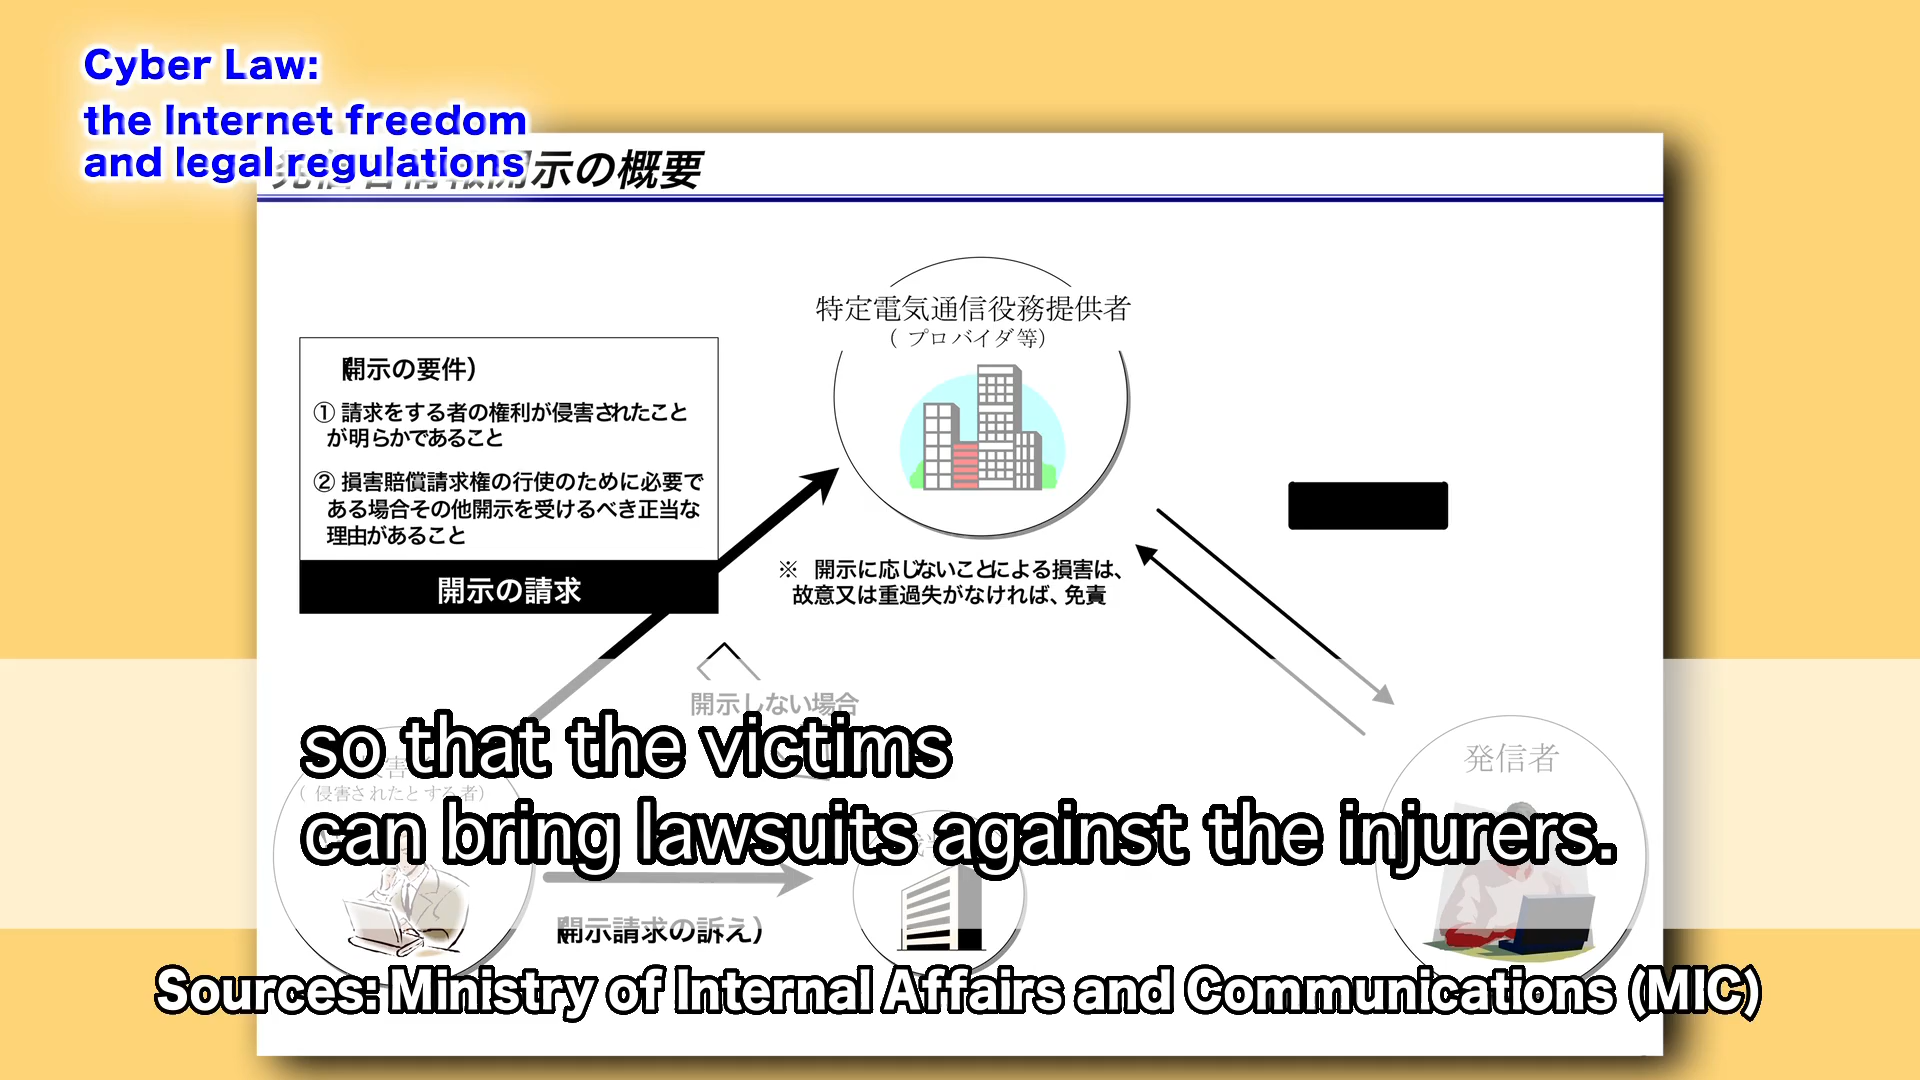 Cyber Law:
the Internet freedom
and legal regulations
開示の概要
特定電気通信役務提供者
( プロバイダ等)
開示の要件)
① 請求をする者の権利が侵害されたこと
が明らかであること
② 損害賠償請求権の行使のために必要で
ある場合その他開示を受けるべき正当な
理由があること
開示の請求
※ 開示に応じないことによる損害は、
故意又は重過失がなければ、免責
開示しない場合
so that the victims
can bring lawsuits against the injurers.
発信者
( 侵害されたとする者)
開示請求の訴え)
Sources: Ministry of Internal Affairs and Communications (MIC)